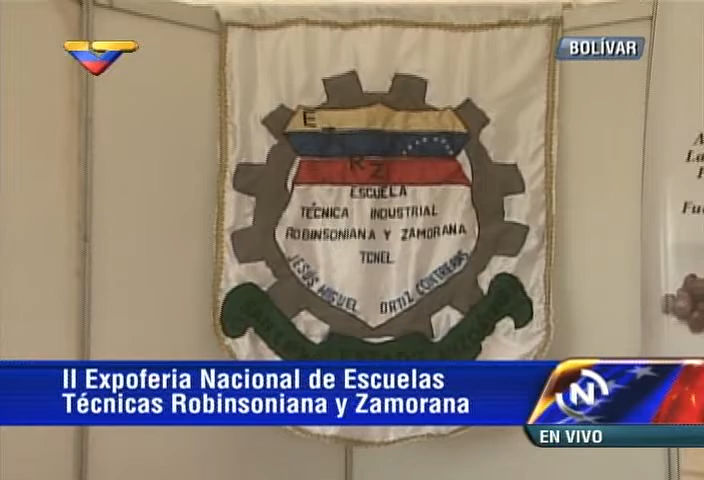 BOLÍVAR
E
RZ
ESCUELA
TÉCNICA INDUSTRIAL
ROBINSONIANA Y ZAMORANA
TCNEL
JESÚS MIGUEL ORTIZ CONTRERAS
II Expoferia Nacional de Escuelas
Técnicas Robinsoniana y Zamorana
N
EN VIVO